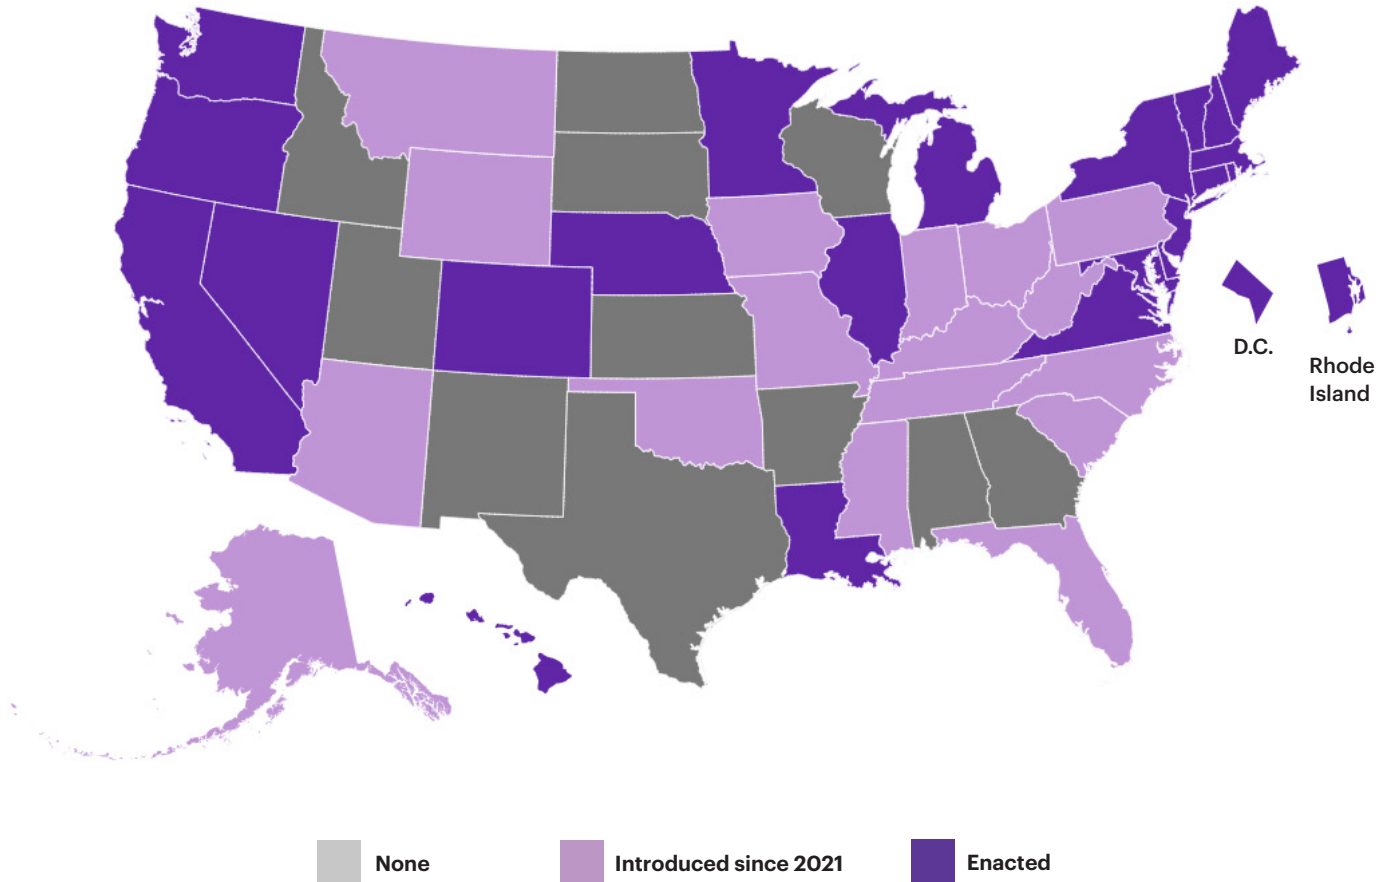 D.C.
Rhode
Island
None
Introduced since 2021
Enacted